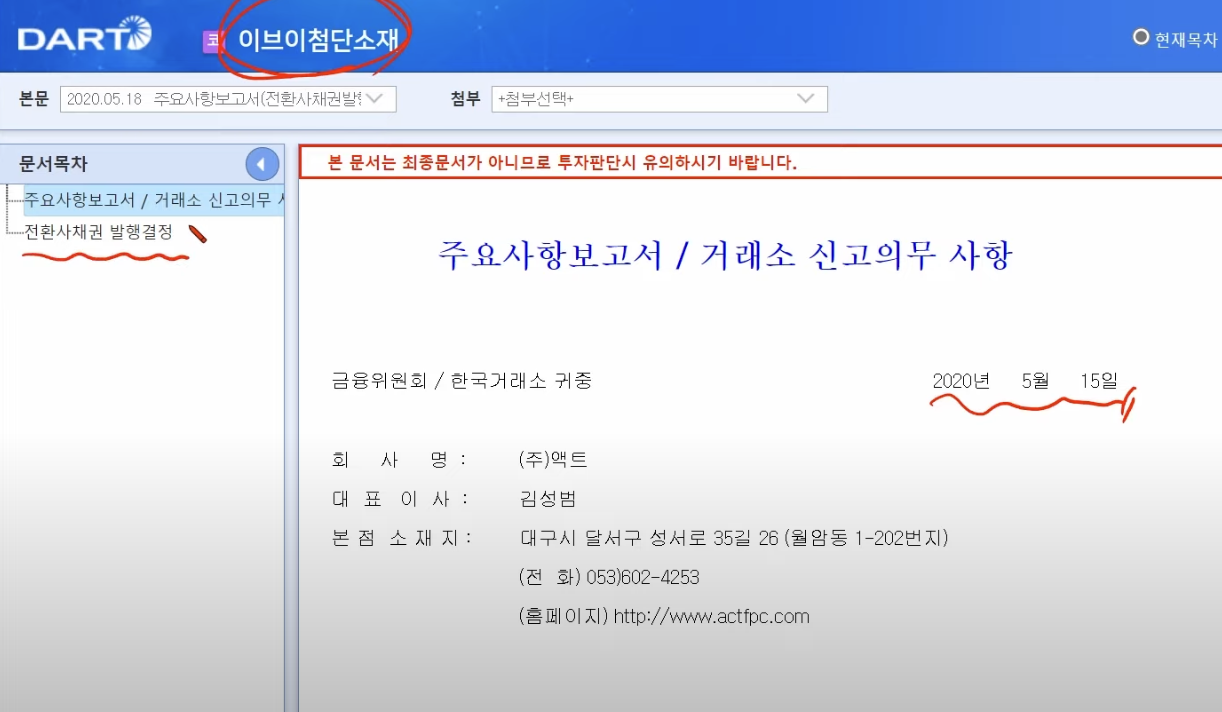 DART
코 이브이첨단소재
현재목차
본문 2020.05.18 주요사항보고서(전환사채권발행
첨부 +첨부선택+
문서목차
주요사항보고서 / 거래소 신고의무
전환사채권 발행결정
본 문서는 최종문서가 아니므로 투자판단시 유의하시기 바랍니다.
주요사항보고서 / 거래소 신고의무 사항
금융위원회 / 한국거래소 귀중 2020년 5월 15일
회 사 명 : (주)액트
대 표 이 사 : 김성범
본 점 소 재 지 : 대구시 달서구 성서로 35길 26 (월암동 1-202번지)
(전 화) 053)602-4253
(홈페이지) http://www.actfpc.com